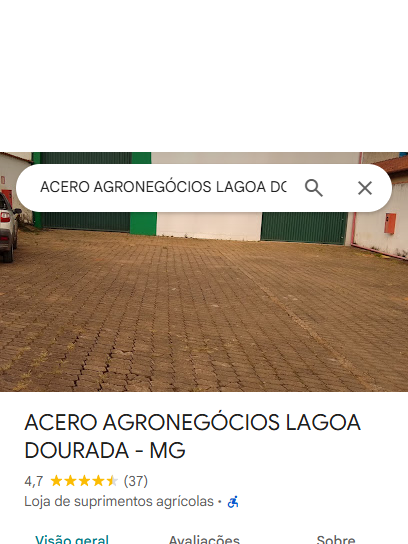 ACERO AGRONEGÓCIOS LAGOA DO
ACERO AGRONEGÓCIOS LAGOA
DOURADA - MG
4,7 (37)
Loja de suprimentos agrícolas ·
Visão geral Avaliações Sobre